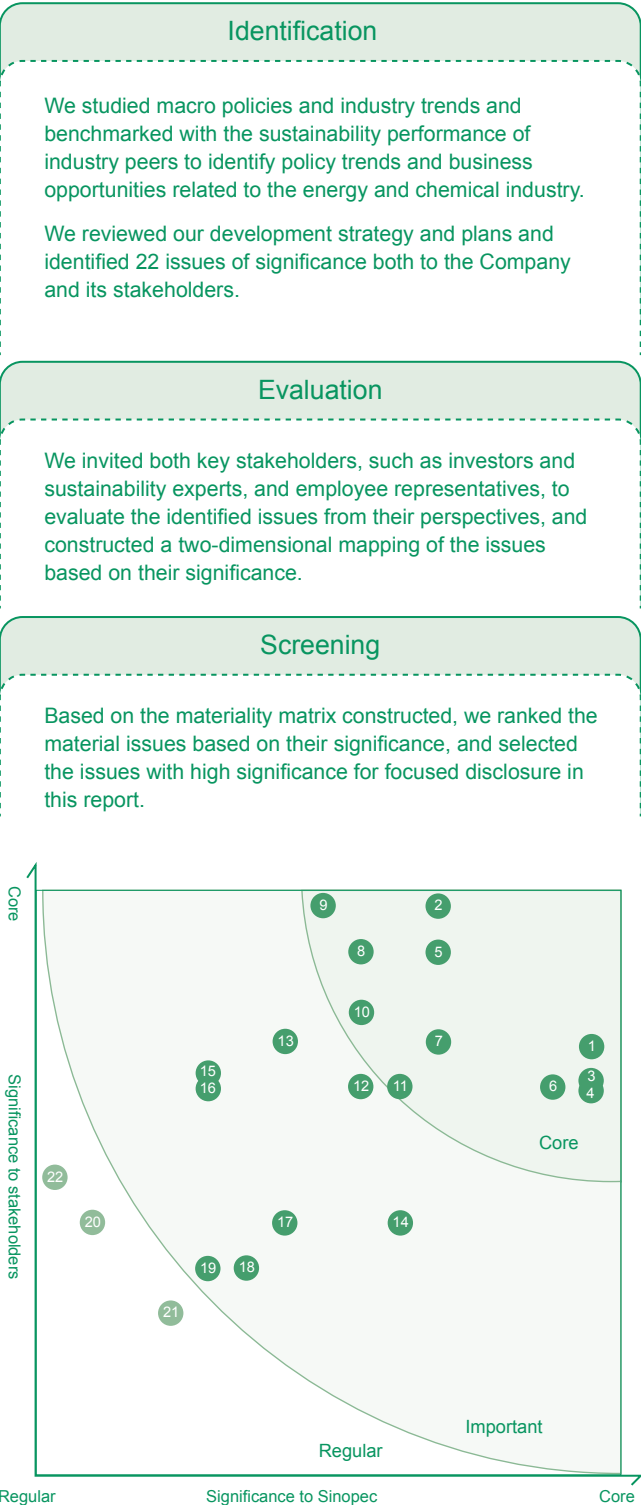 Identification
We studied macro policies and industry trends and
benchmarked with the sustainability performance of
industry peers to identify policy trends and business
opportunities related to the energy and chemical industry.
We reviewed our development strategy and plans and
identified 22 issues of significance both to the Company
and its stakeholders.
Evaluation
We invited both key stakeholders, such as investors and
sustainability experts, and employee representatives, to
evaluate the identified issues from their perspectives, and
constructed a two-dimensional mapping of the issues
based on their significance.
Screening
Based on the materiality matrix constructed, we ranked the
material issues based on their significance, and selected
the issues with high significance for focused disclosure in
this report.
Core
Significance to stakeholders
9
2
8
5
10
13
7
1
15
16
12
11
6
3
4
Core
22
20
17
14
19
18
21
Important
Regular
Regular
Significance to Sinopec
Core